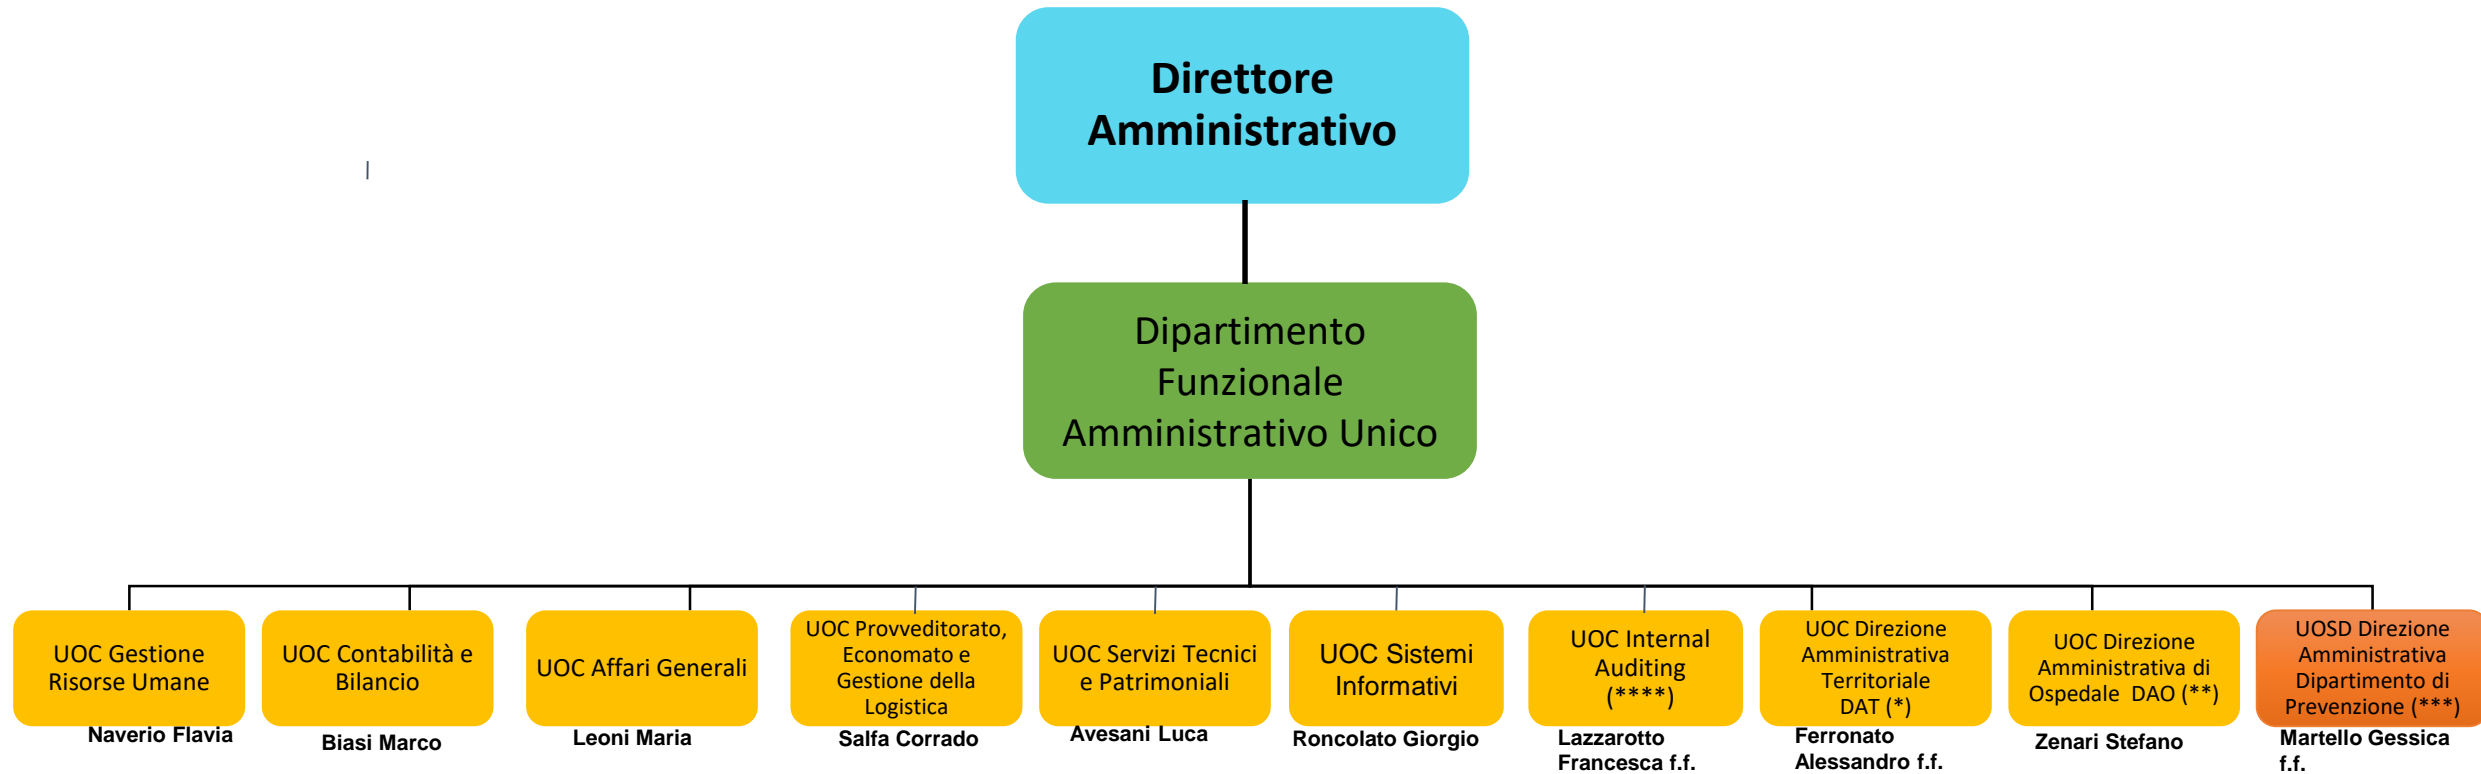 Direttore
Amministrativo
Dipartimento
Funzionale
Amministrativo Unico
UOC Gestione
Risorse Umane
Naverio Flavia
UOC Contabilità e
Bilancio
Biasi Marco
UOC Affari Generali
Leoni Maria
UOC Provveditorato,
Economato e
Gestione della
Logistica
Salfa Corrado
UOC Servizi Tecnici
e Patrimoniali
Avesani Luca
UOC Sistemi
Informativi
Roncolato Giorgio
UOC Internal
Auditing
(****)
Lazzarotto
Francesca f.f.
UOC Direzione
Amministrativa
Territoriale
DAT (*)
Ferronato
Alessandro f.f.
UOC Direzione
Amministrativa di
Ospedale DAO (**)
Zenari Stefano
UOSD Direzione
Amministrativa
Dipartimento di
Prevenzione (***)
Martello Gessica
f.f.